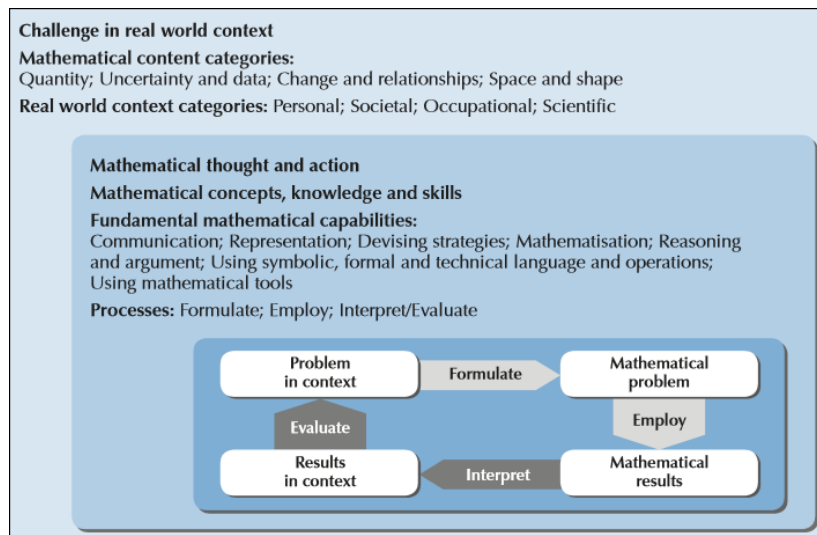 Challenge in real world context
Mathematical content categories:
Quantity; Uncertainty and data; Change and relationships; Space and shape
Real world context categories: Personal; Societal; Occupational; Scientific
Mathematical thought and action
Mathematical concepts, knowledge and skills
Fundamental mathematical capabilities:
Communication; Representation; Devising strategies; Mathematisation; Reasoning
and argument; Using symbolic, formal and technical language and operations;
Using mathematical tools
Processes: Formulate; Employ; Interpret/Evaluate
Problem
in context
Formulate
Mathematical
problem
Evaluate
Employ
Results
in context
Interpret
Mathematical
results